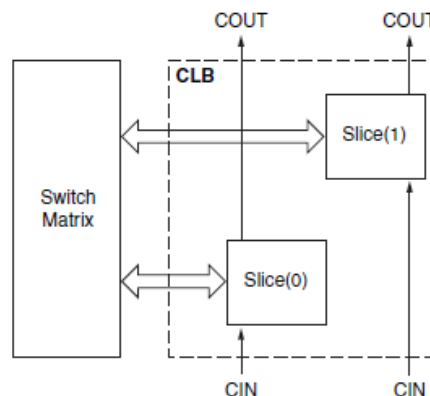 COUT
COUT
CLB
Slice(1)
Switch
Matrix
Slice(0)
CIN
CIN